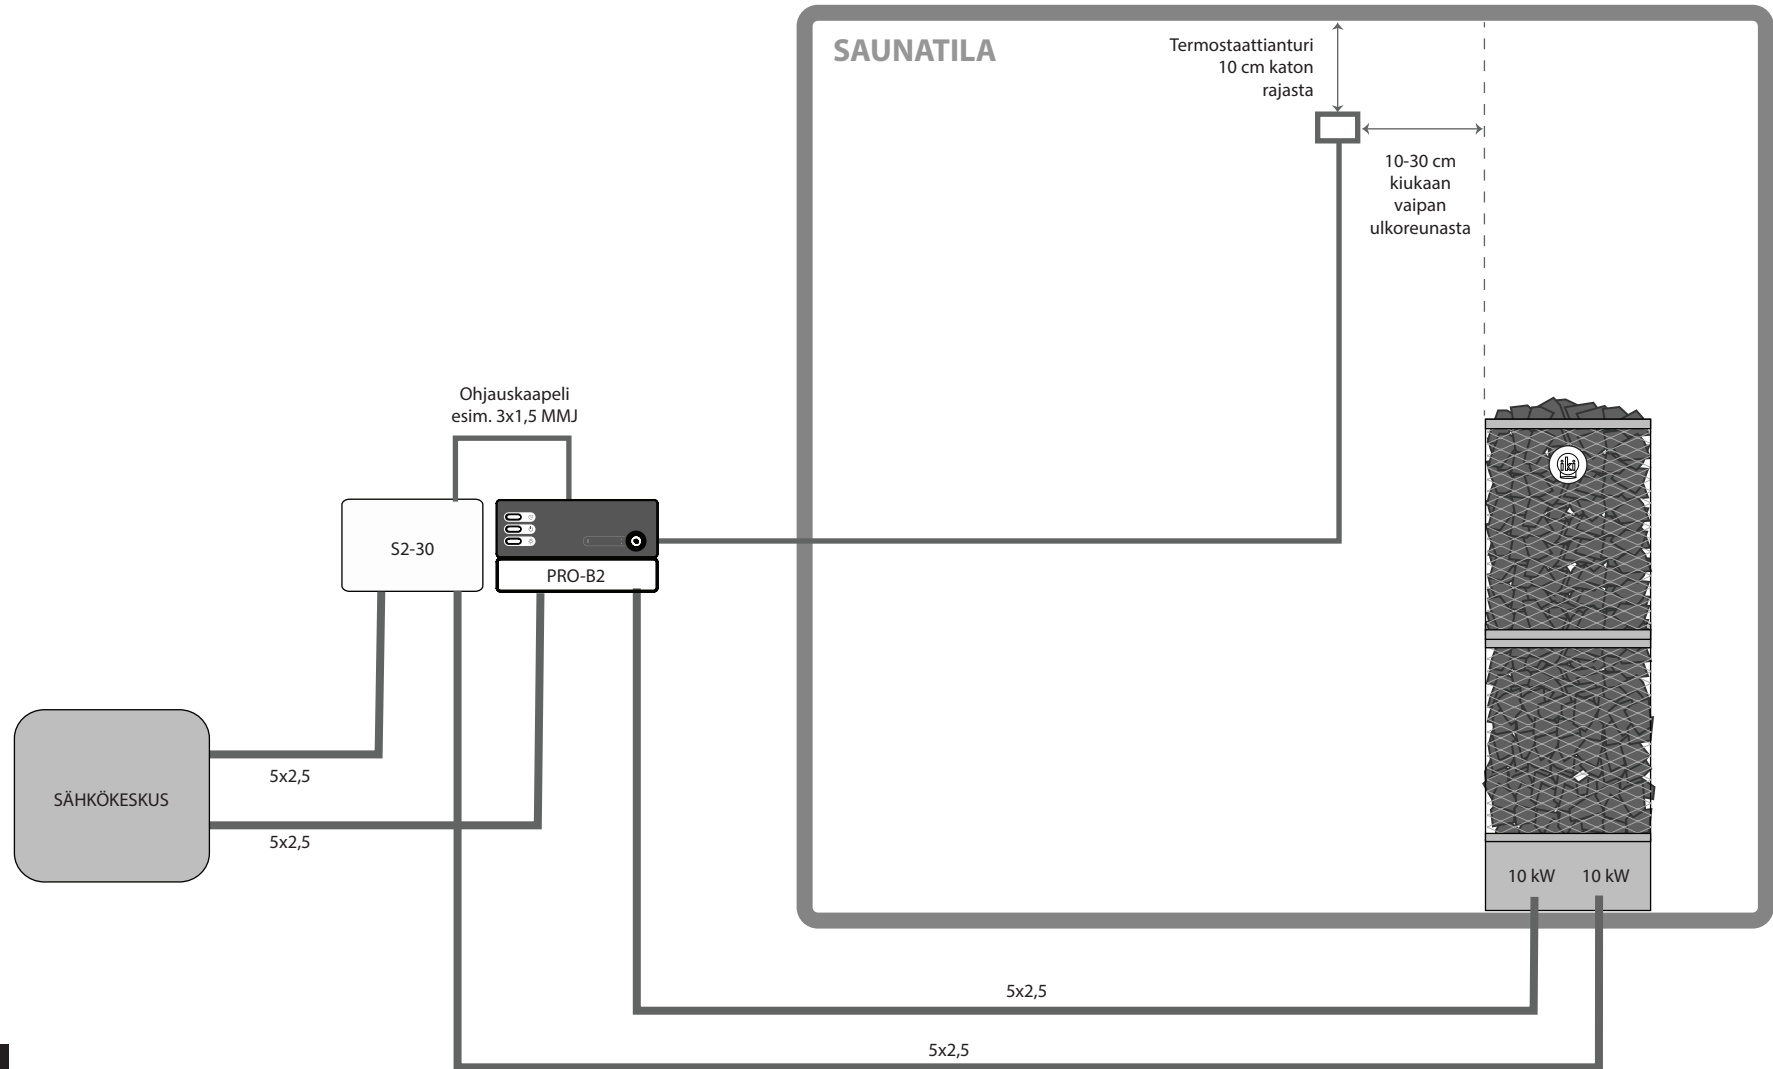 SAUNATILA
Termostaattianturi
10 cm katon
rajasta
10-30 cm
kiukaan
vaipan
ulkoreunasta
Ohjauskaapeli
esim. 3x1,5 MMJ
iki
S2-30
PRO-B2
SÄHKÖKESKUS
5x2,5
5x2,5
10 kW
10 kW
5x2,5
5x2,5